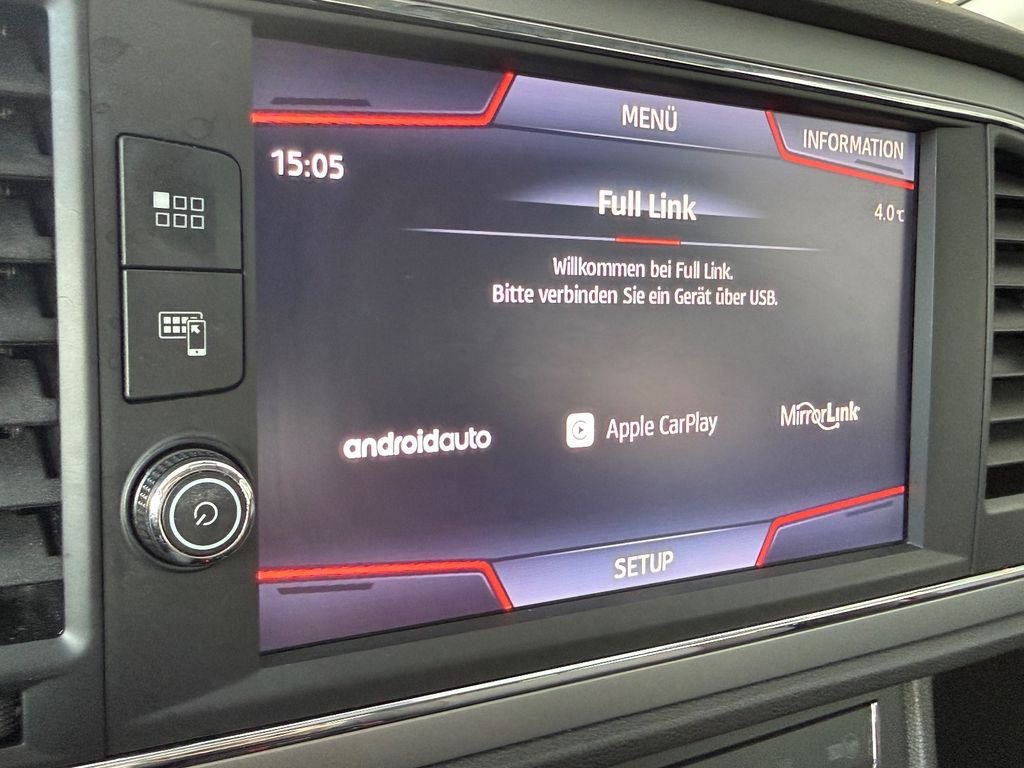 MENÜ
INFORMATION
15:05
Full Link
4.0°C
Willkommen bei Full Link.
Bitte verbinden Sie ein Gerät über USB.
androidauto
Apple CarPlay
MirrorLink
SETUP